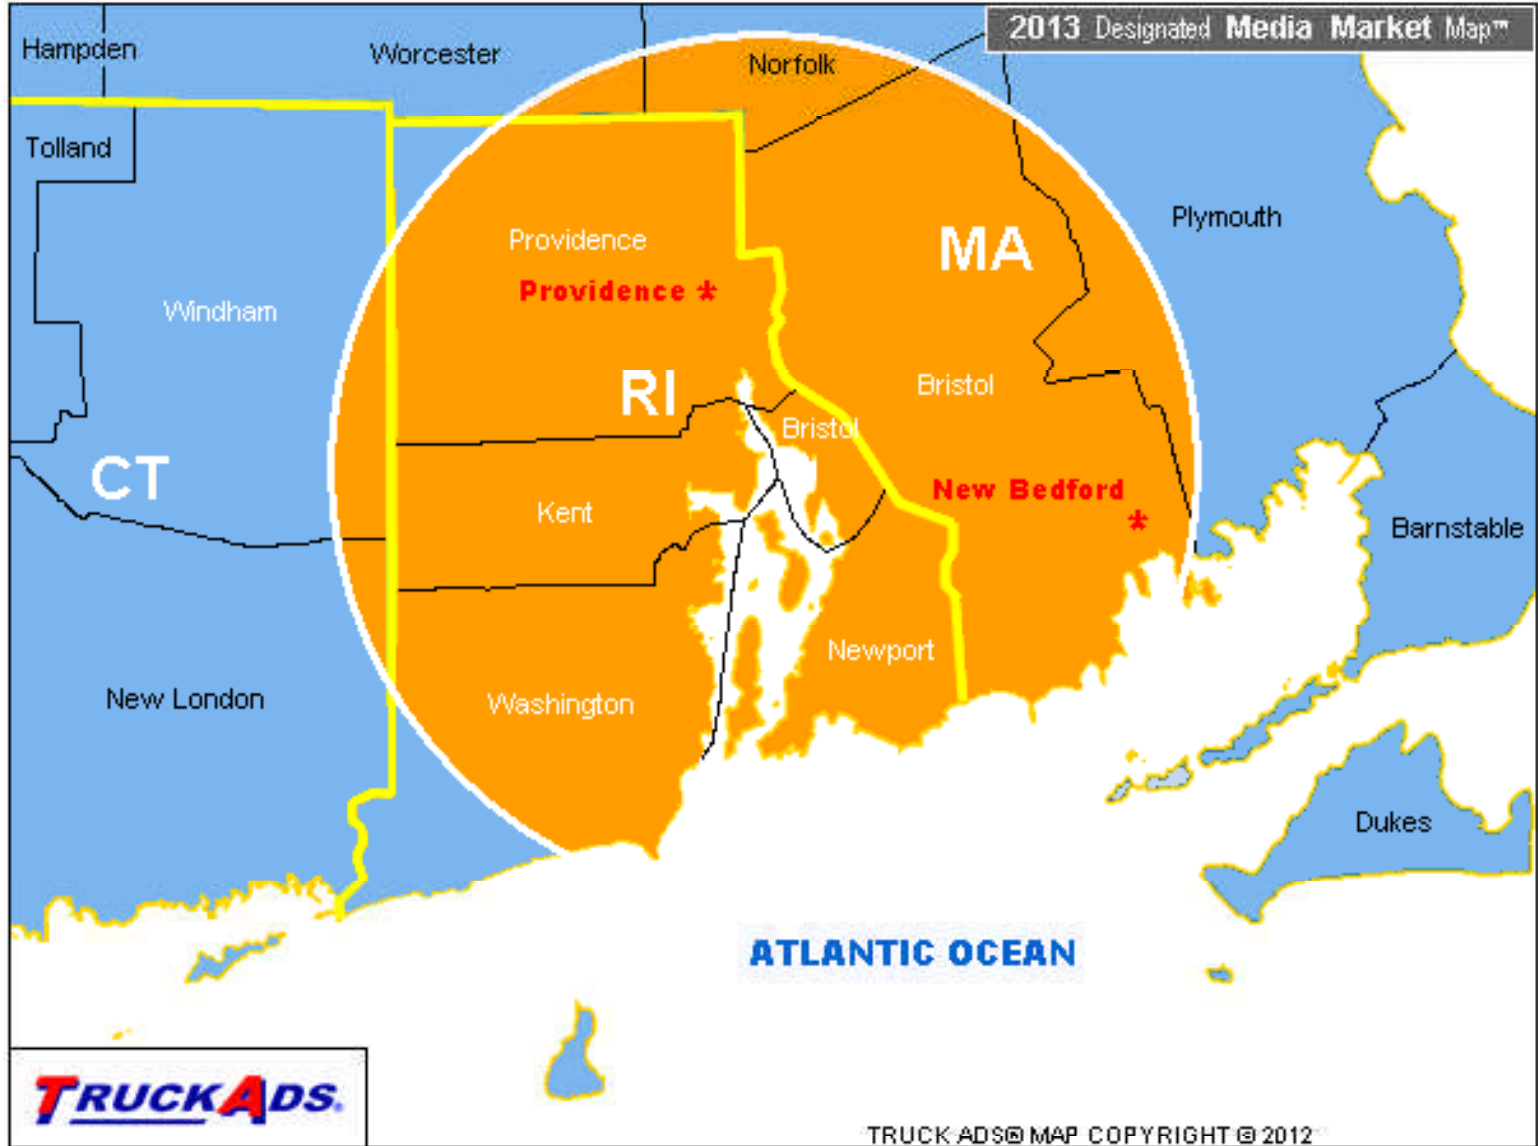 2013 Designated Media Market Map™
Hampden
Worcester
Norfolk
Tolland
Plymouth
Providence
MA
Providence *
Windham
RI
Bristol
Bristol
CT
New Bedford
*
Kent
Barnstable
Newport
New London
Washington
Dukes
ATLANTIC OCEAN
TRUCKADS.
TRUCK ADS® MAP COPYRIGHT © 2012